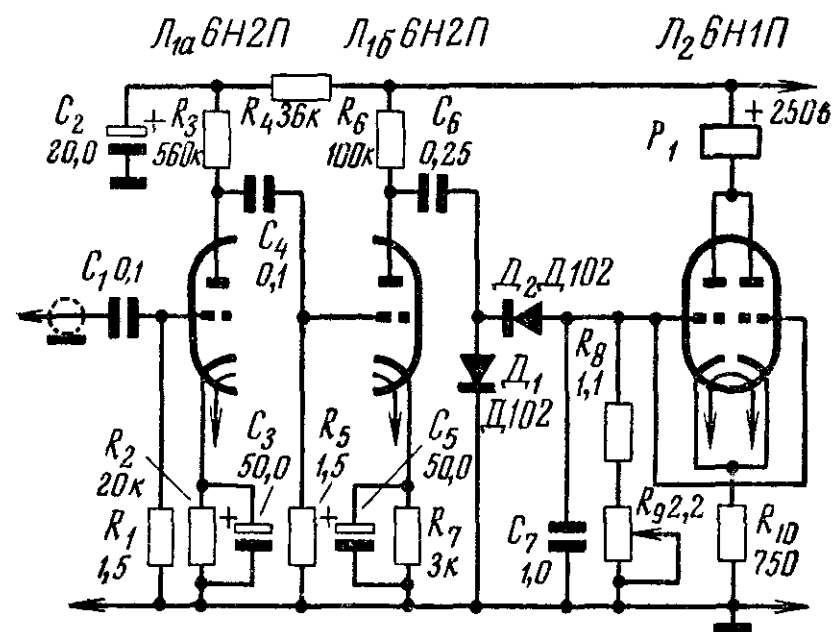 Л1а 6Н2П Л1б 6Н2П Л2 6Н1П
C2
20,0
+
R3
560к
R4 36к
R6
100к
C6
0,25
P1
+ 250в
C4
0,1
C1 0,1
Д2 Д102
R8
1,1
Д1
Д102
R2
20к
C3
50,0
R5
1,5
C5
50,0
R1
1,5
+
+
R7
3к
C7
1,0
R9 2,2
R10
750